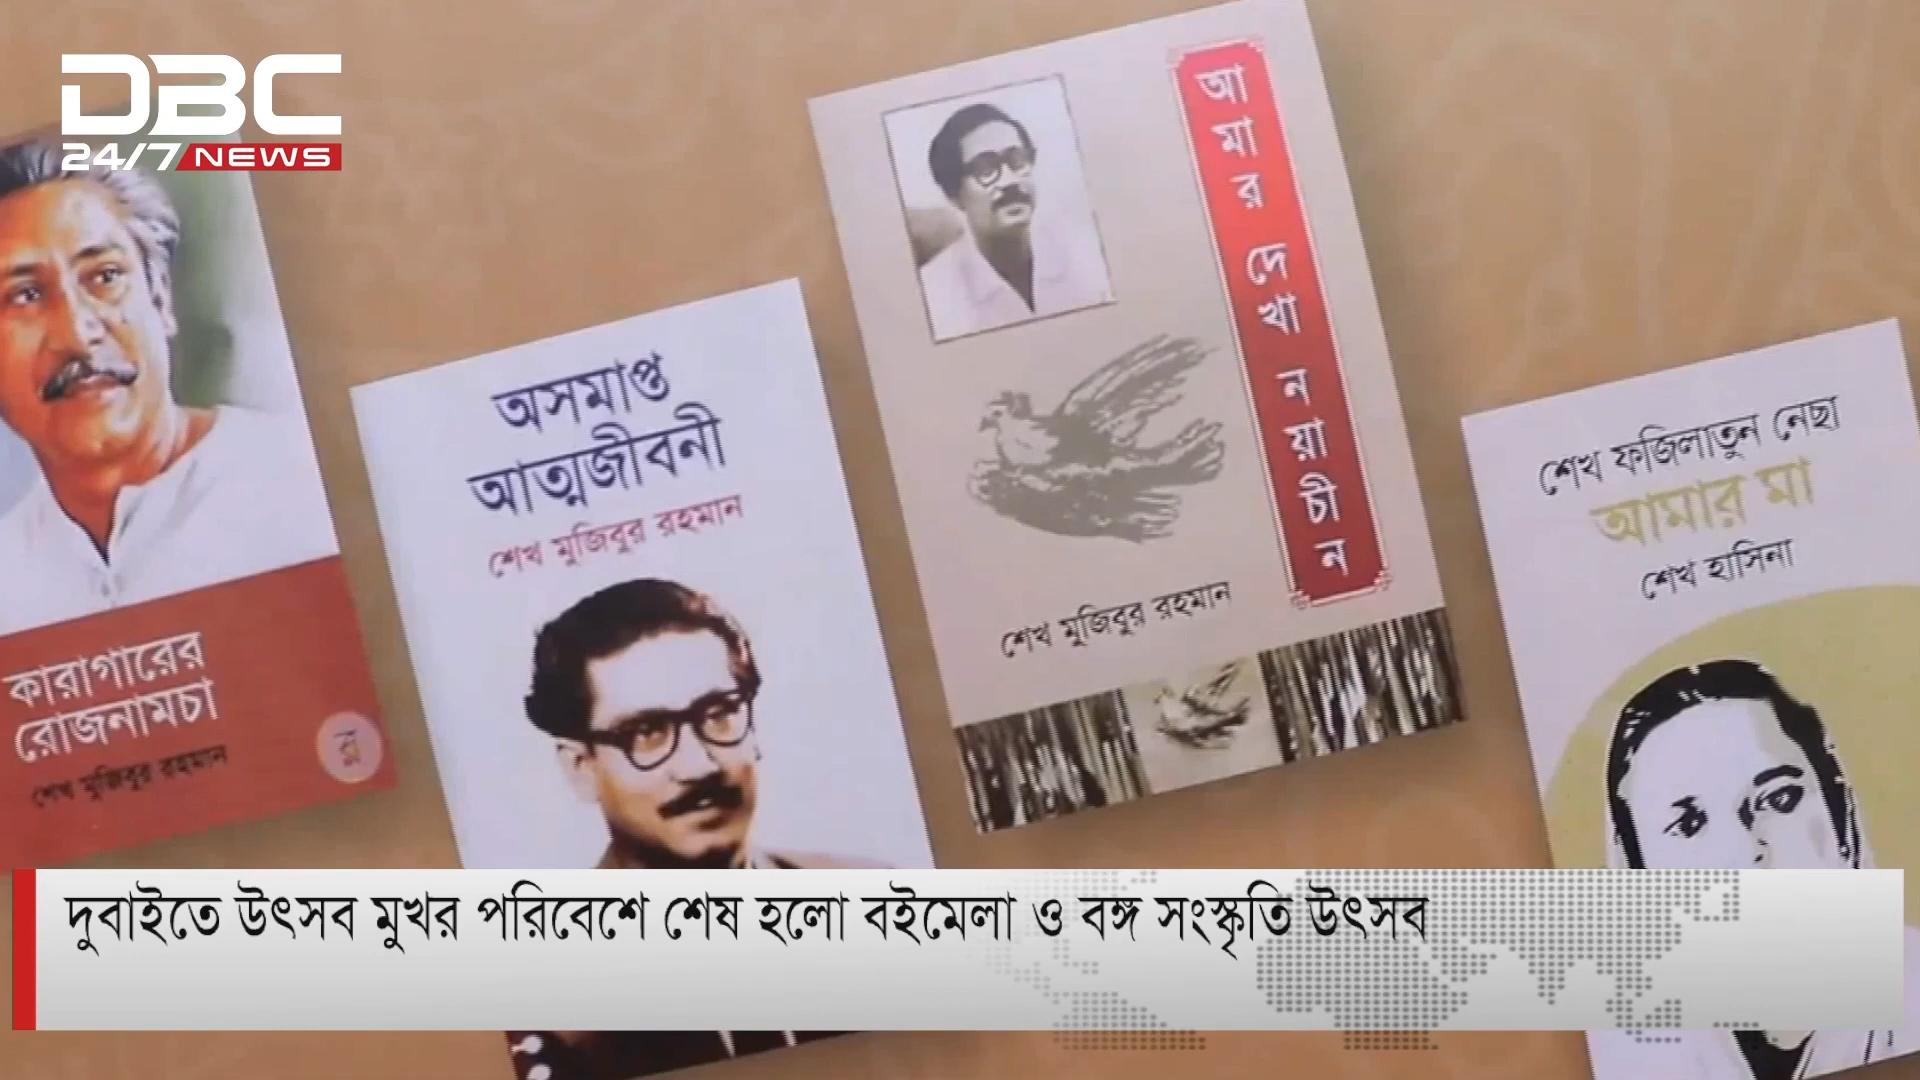 DBC
24/7 NEWS
কারাগারের
রোজনামচা
শেখ মুজিবুর রহমান
অসমাপ্ত
আত্মজীবনী
শেখ মুজিবুর রহমান
আমার দেখা নয়াচীন
শেখ মুজিবুর রহমান
শেখ ফজিলাতুন নেছা
আমার মা
শেখ হাসিনা
দুবাইতে উৎসব মুখর পরিবেশে শেষ হলো বইমেলা ও বঙ্গ সংস্কৃতি উৎসব